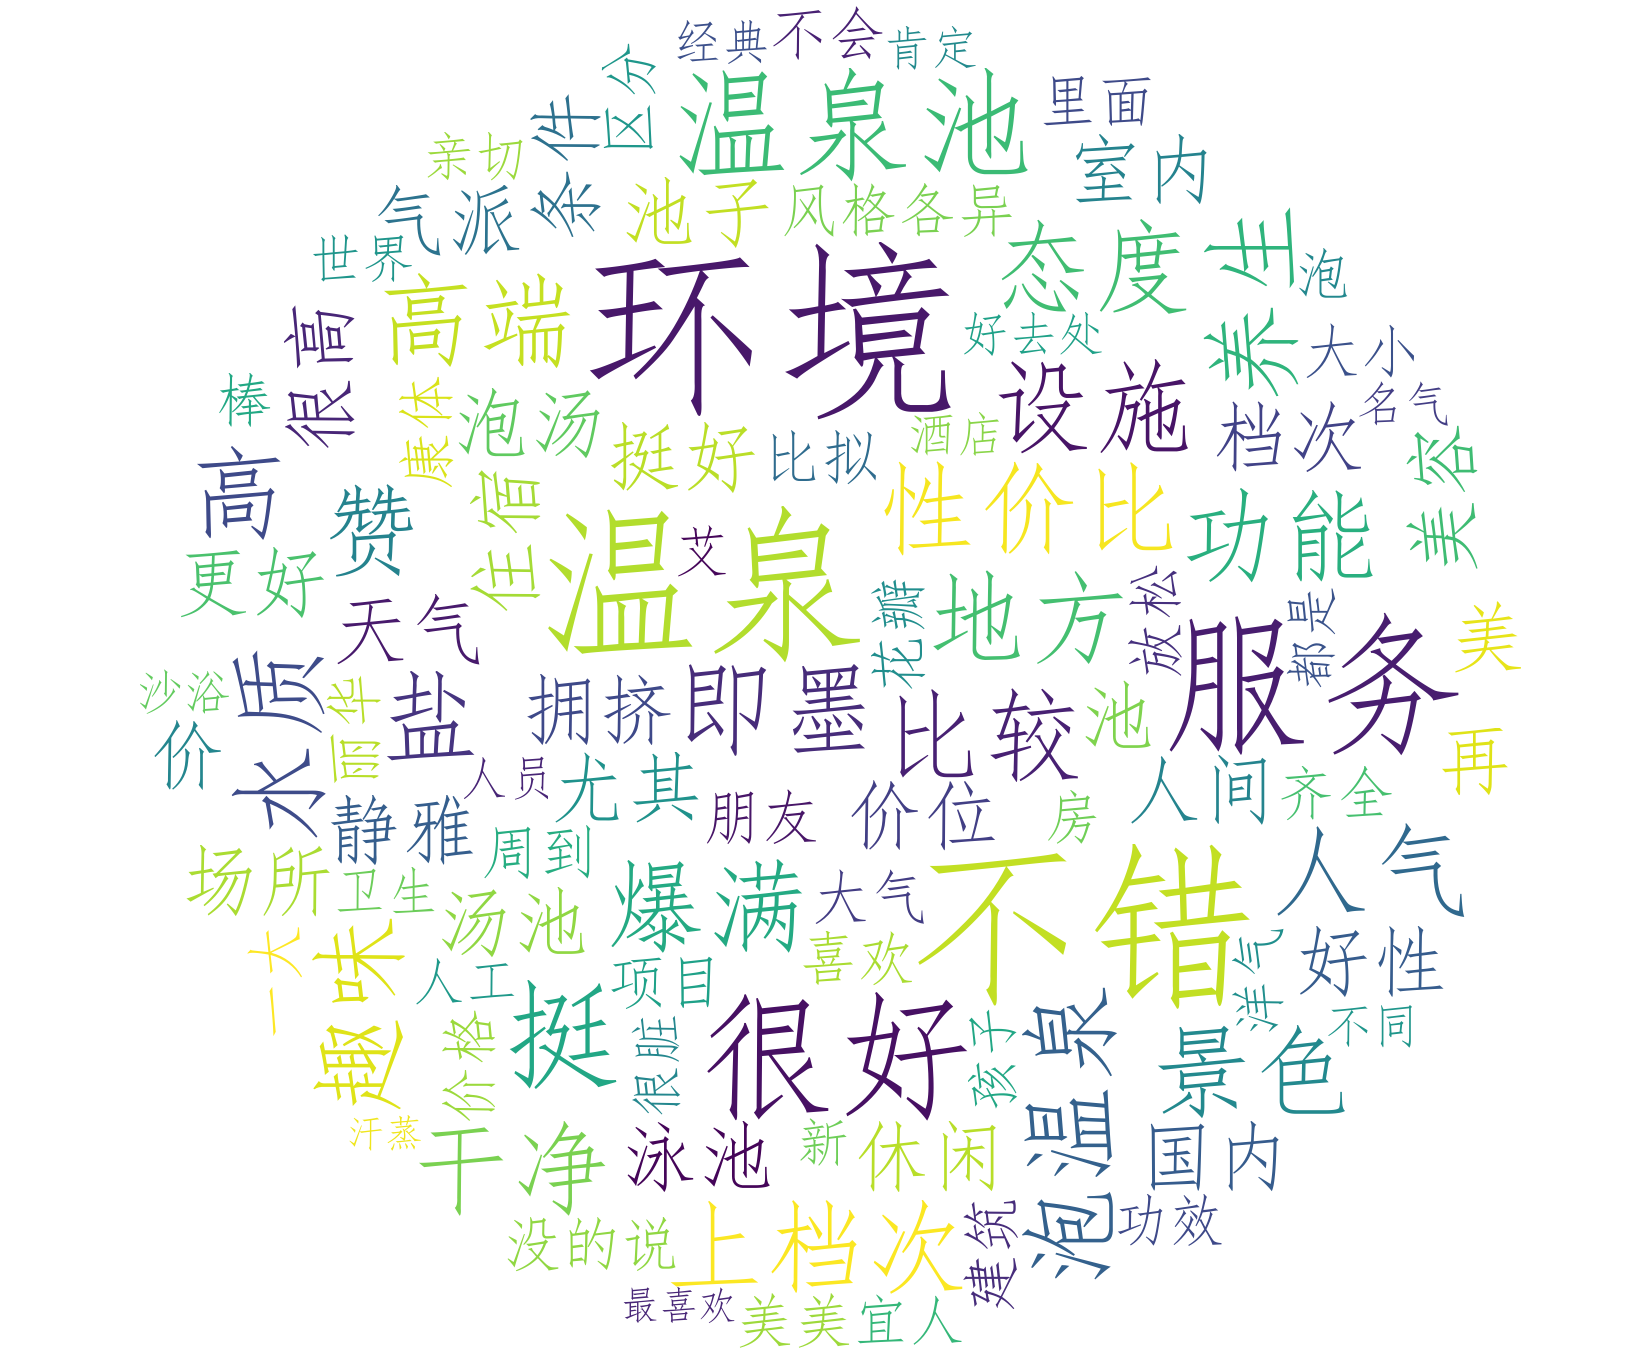 经典
不会
肯定
区分
温泉池
里面
条件
亲切
室内
气派
池子
风格各异
世界
环境
态度
养生
泡
高端
很高
好去处
大小
设施
棒
康体
泡汤
挺好
比拟
酒店
档次
名气
美容
高
赞
住宿
性价比
功能
温泉
艾
更好
天气
花瓣
地方
放松
都是
美
服务
水质
沙浴
丽华
盐
拥挤
即墨
比较
池
价
再
人员
尤其
朋友
价位
房
人间
齐全
静雅
周到
场所
卫生
汤池
爆满
大气
不错
人气
一大
趣味
人工
项目
喜欢
洋气
好性
价格
挺
很脏
很好
孩子
泡温泉
景色
不同
汗蒸
干净
泳池
新
休闲
国内
没的说
上档次
建筑
功效
最喜欢
美美
宜人